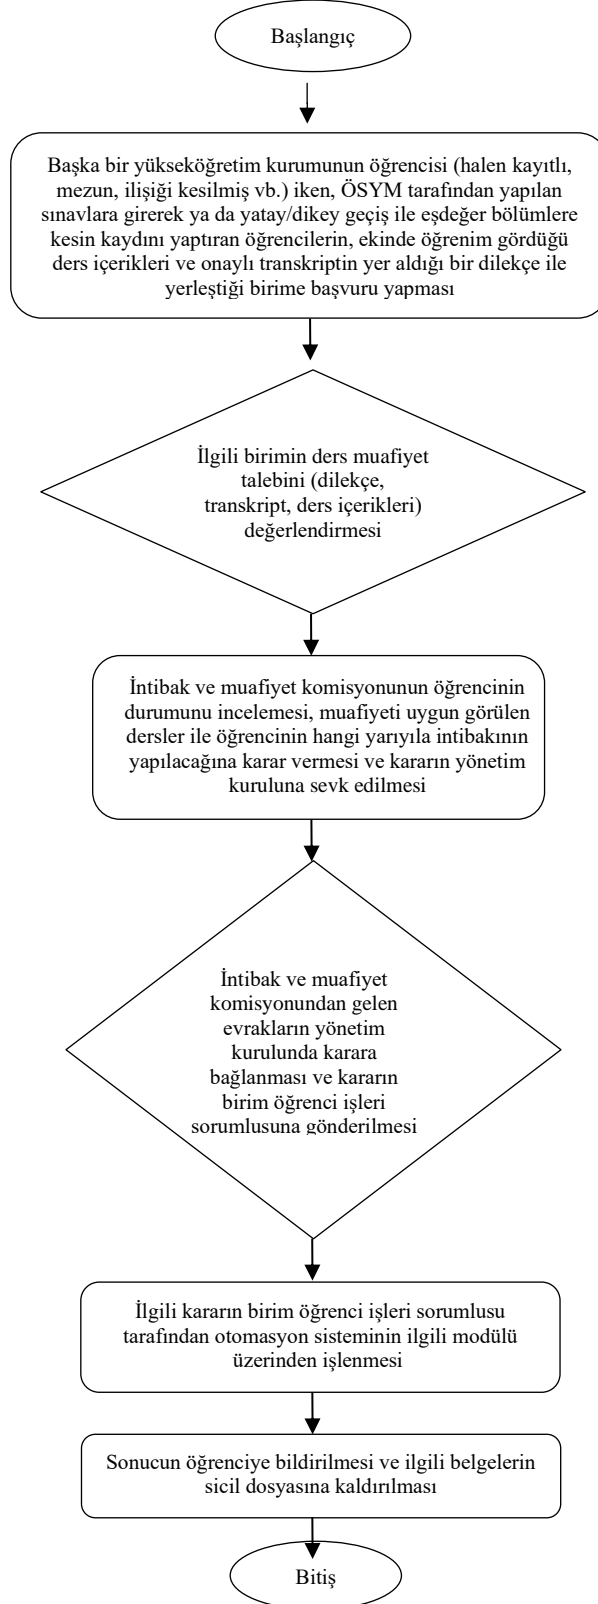 Başlangıç
Başka bir yükseköğretim kurumunun öğrencisi (halen kayıtlı,
mezun, ilişiği kesilmiş vb.) iken, ÖSYM tarafından yapılan
sınavlara girerek ya da yatay/dikey geçiş ile eşdeğer bölümlere
kesin kaydını yaptıran öğrencilerin, ekinde öğrenim gördüğü
ders içerikleri ve onaylı transkriptin yer aldığı bir dilekçe ile
yerleştiği birime başvuru yapması
İlgili birimin ders muafiyet
talebini (dilekçe,
transkript, ders içerikleri)
değerlendirmesi
İntibak ve muafiyet komisyonunun öğrencinin
durumunu incelemesi, muafiyeti uygun görülen
dersler ile öğrencinin hangi yarıyıla intibakının
yapılacağına karar vermesi ve kararın yönetim
kuruluna sevk edilmesi
İntibak ve muafiyet
komisyonundan gelen
evrakların yönetim
kurulunda karara
bağlanması ve kararın
birim öğrenci işleri
sorumlusuna gönderilmesi
İlgili kararın birim öğrenci işleri sorumlusu
tarafından otomasyon sisteminin ilgili modülü
üzerinden işlenmesi
Sonucun öğrenciye bildirilmesi ve ilgili belgelerin
sicil dosyasına kaldırılması
Bitiş